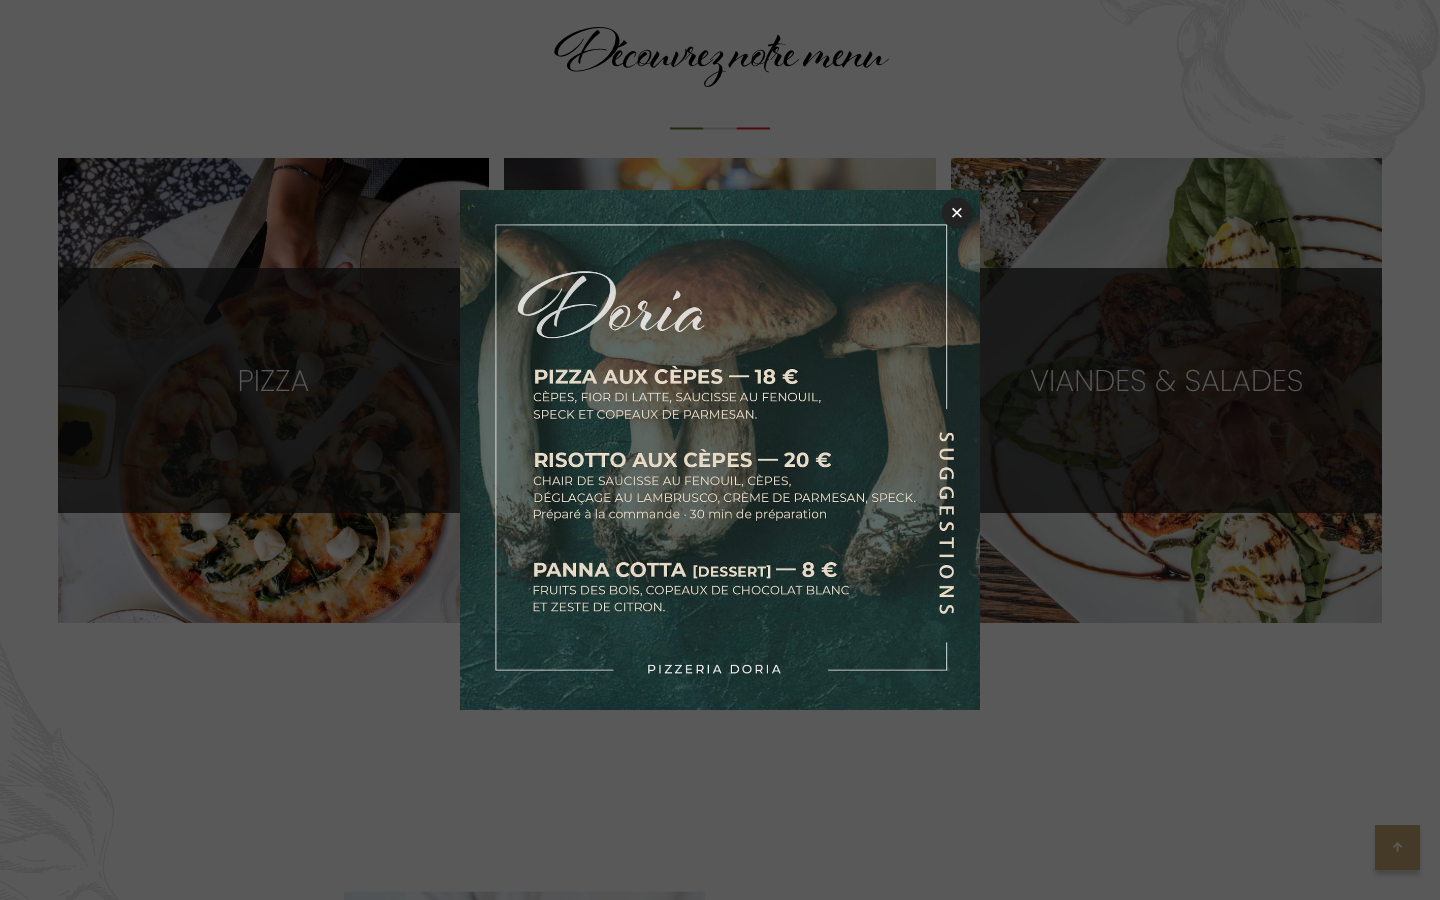 Découvrez notre menu
PIZZA
VIANDES & SALADES
Doria
PIZZA AUX CÈPES — 18 €
CÈPES, FIOR DI LATTE, SAUCISSE AU FENOUIL,
SPECK ET COPEAUX DE PARMESAN.
RISOTTO AUX CÈPES — 20 €
CHAIR DE SAUCISSE AU FENOUIL, CÈPES,
DÉGLAÇAGE AU LAMBRUSCO, CRÈME DE PARMESAN, SPECK.
Préparé à la commande · 30 min de préparation
PANNA COTTA [DESSERT] — 8 €
FRUITS DES BOIS, COPEAUX DE CHOCOLAT BLANC
ET ZESTE DE CITRON.
SUGGESTIONS
PIZZERIA DORIA